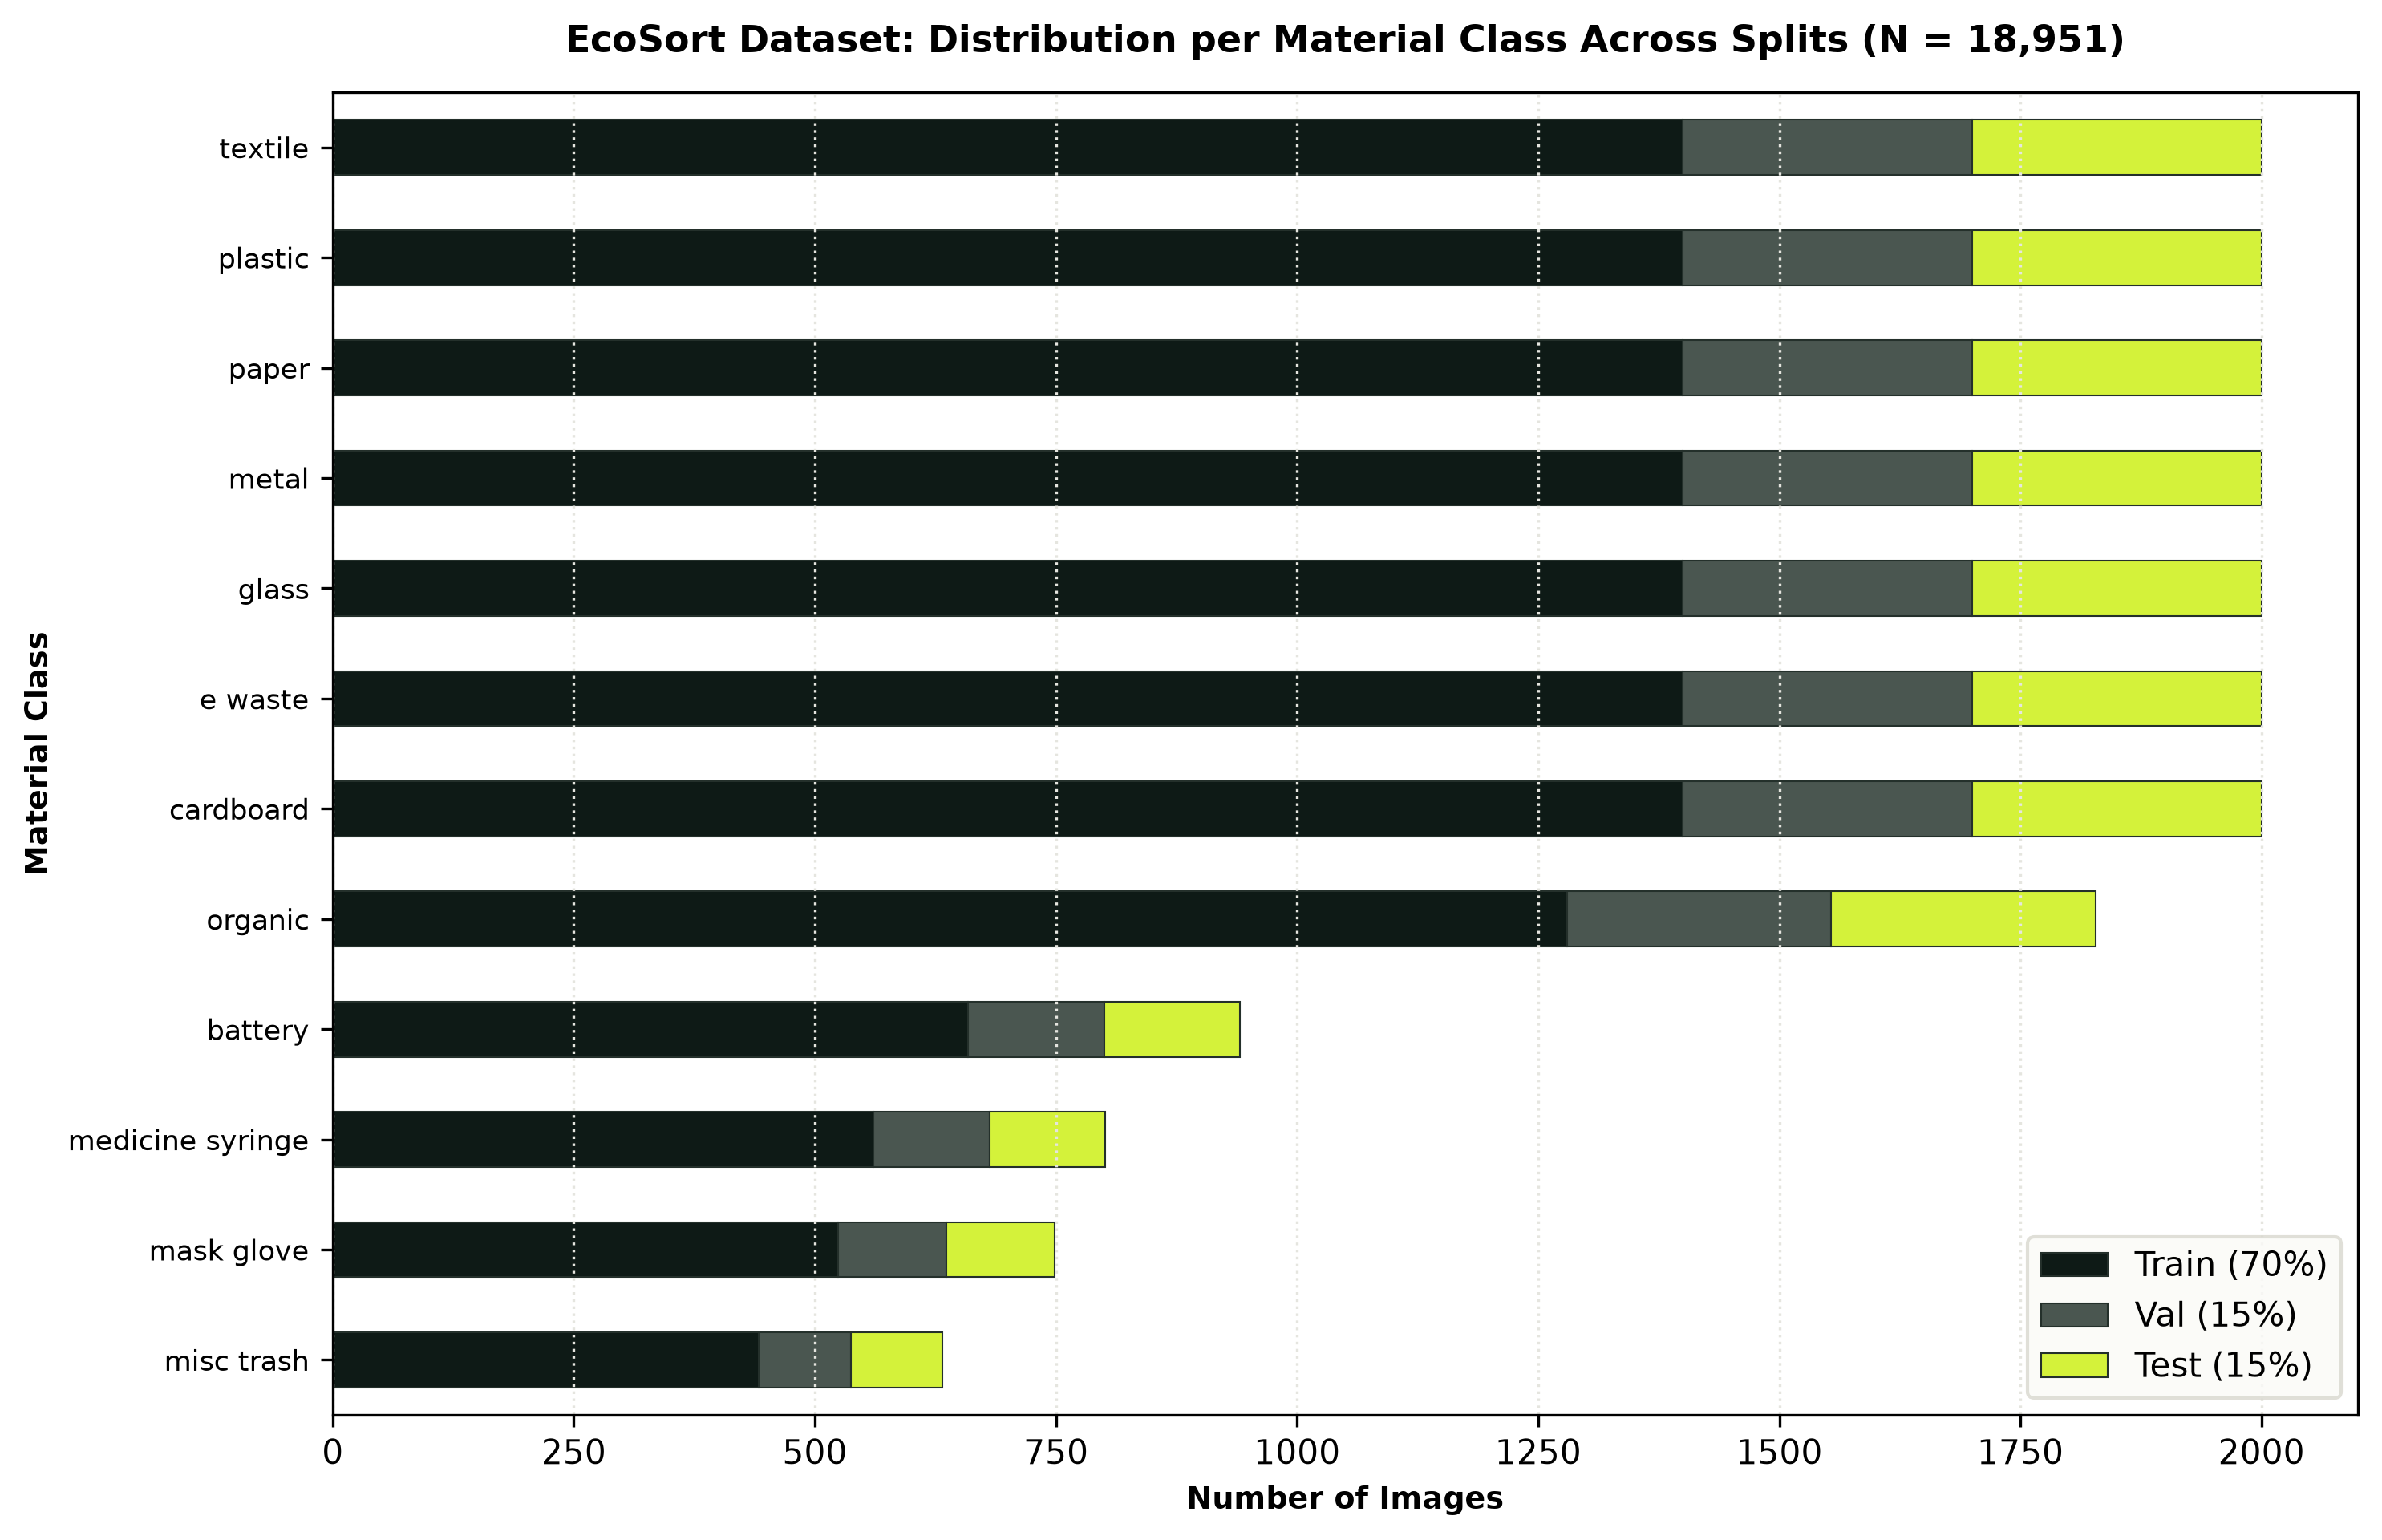 EcoSort Dataset: Distribution per Material Class Across Splits (N = 18,951)
Material Class
textile
plastic
paper
metal
glass
e waste
cardboard
organic
battery
medicine syringe
mask glove
misc trash
Train (70%)
Val (15%)
Test (15%)
0 250 500 750 1000 1250 1500 1750 2000
Number of Images